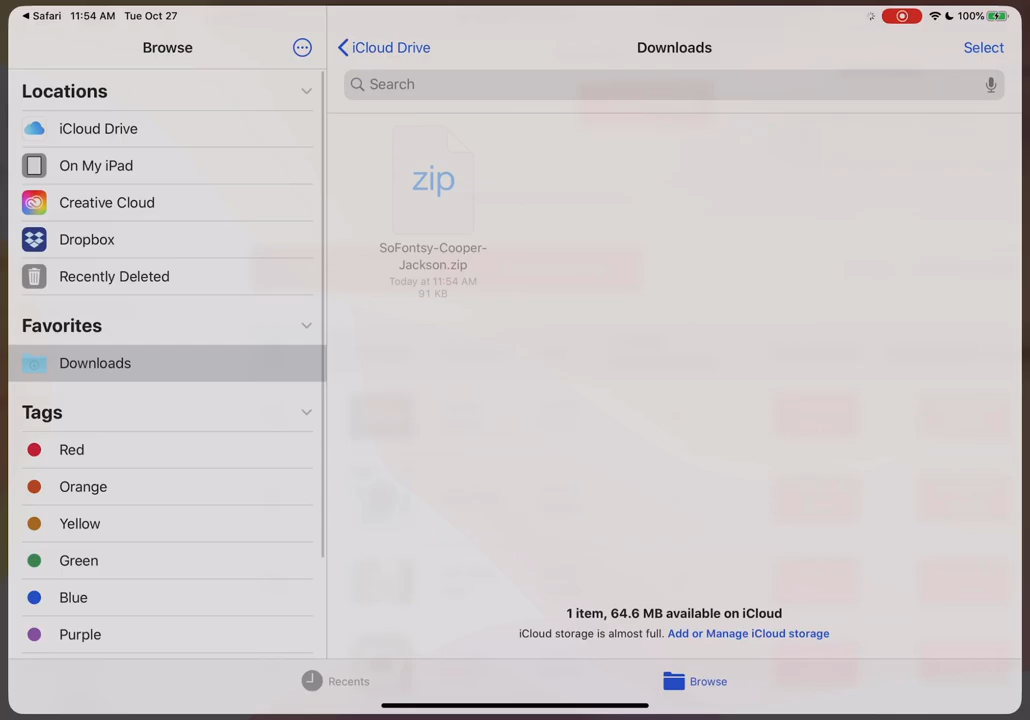 Safari 11:54 AM Tue Oct 27
100%
Browse
iCloud Drive
Downloads
Select
Search
Locations
iCloud Drive
On My iPad
Creative Cloud
Dropbox
Recently Deleted
Favorites
Downloads
Tags
Red
Orange
Yellow
Green
Blue
Purple
zip
SoFontsy-Cooper-
Jackson.zip
Today at 11:54 AM
91 KB
1 item, 64.6 MB available on iCloud
iCloud storage is almost full. Add or Manage iCloud storage
Recents
Browse